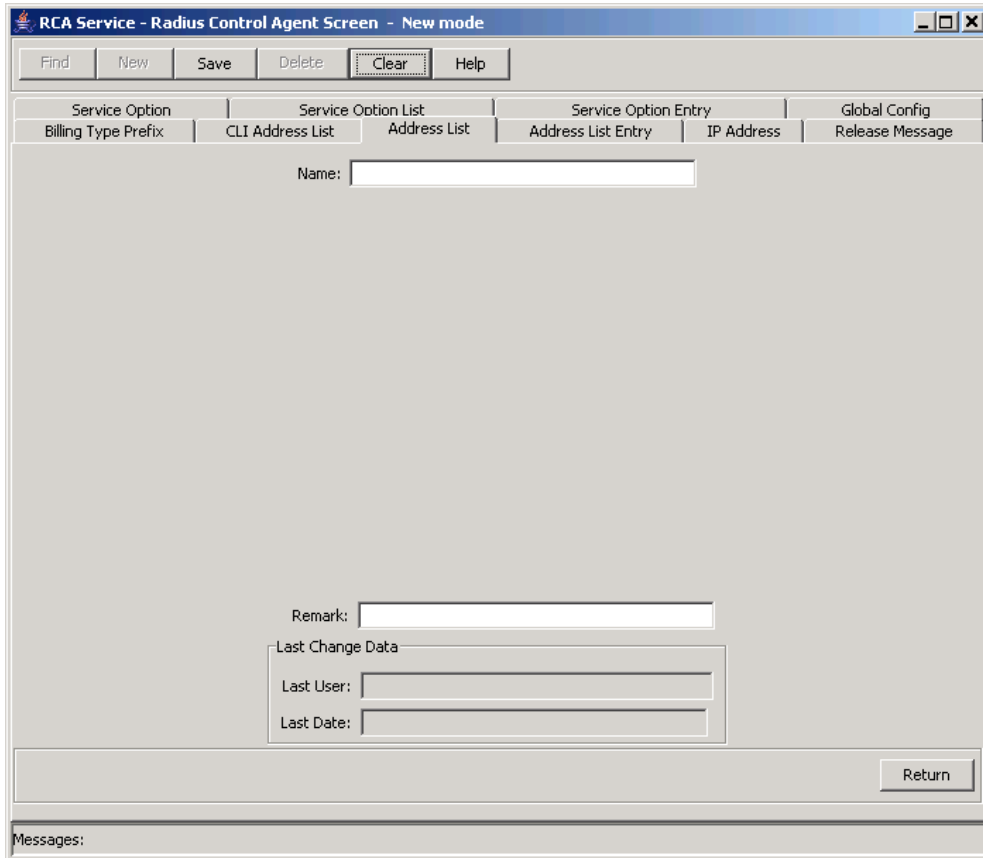 RCA Service - Radius Control Agent Screen - New mode
Find New Save Delete Clear Help
Service Option Service Option List Service Option Entry Global Config
Billing Type Prefix CLI Address List Address List Address List Entry IP Address Release Message
Name:
Remark:
Last Change Data
Last User:
Last Date:
Return
Messages: